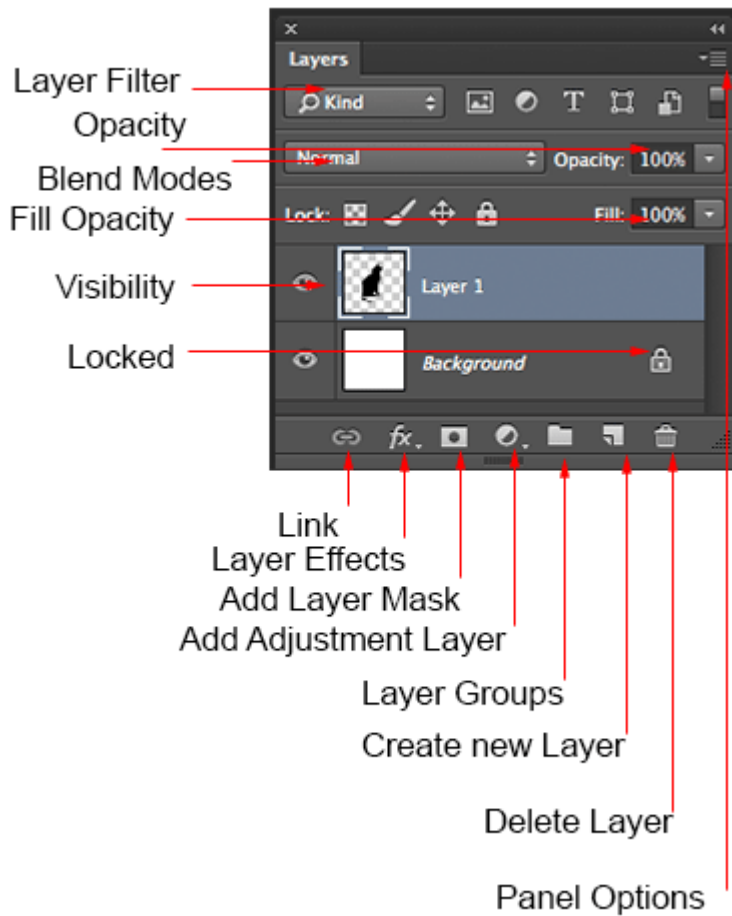 Layers
Layer Filter
Kind
T
Opacity
Normal
Opacity: 100%
Blend Modes
Fill Opacity
Lock:
Fill: 100%
Visibility
Layer 1
Locked
Background
fx
Link
Layer Effects
Add Layer Mask
Add Adjustment Layer
Layer Groups
Create new Layer
Delete Layer
Panel Options